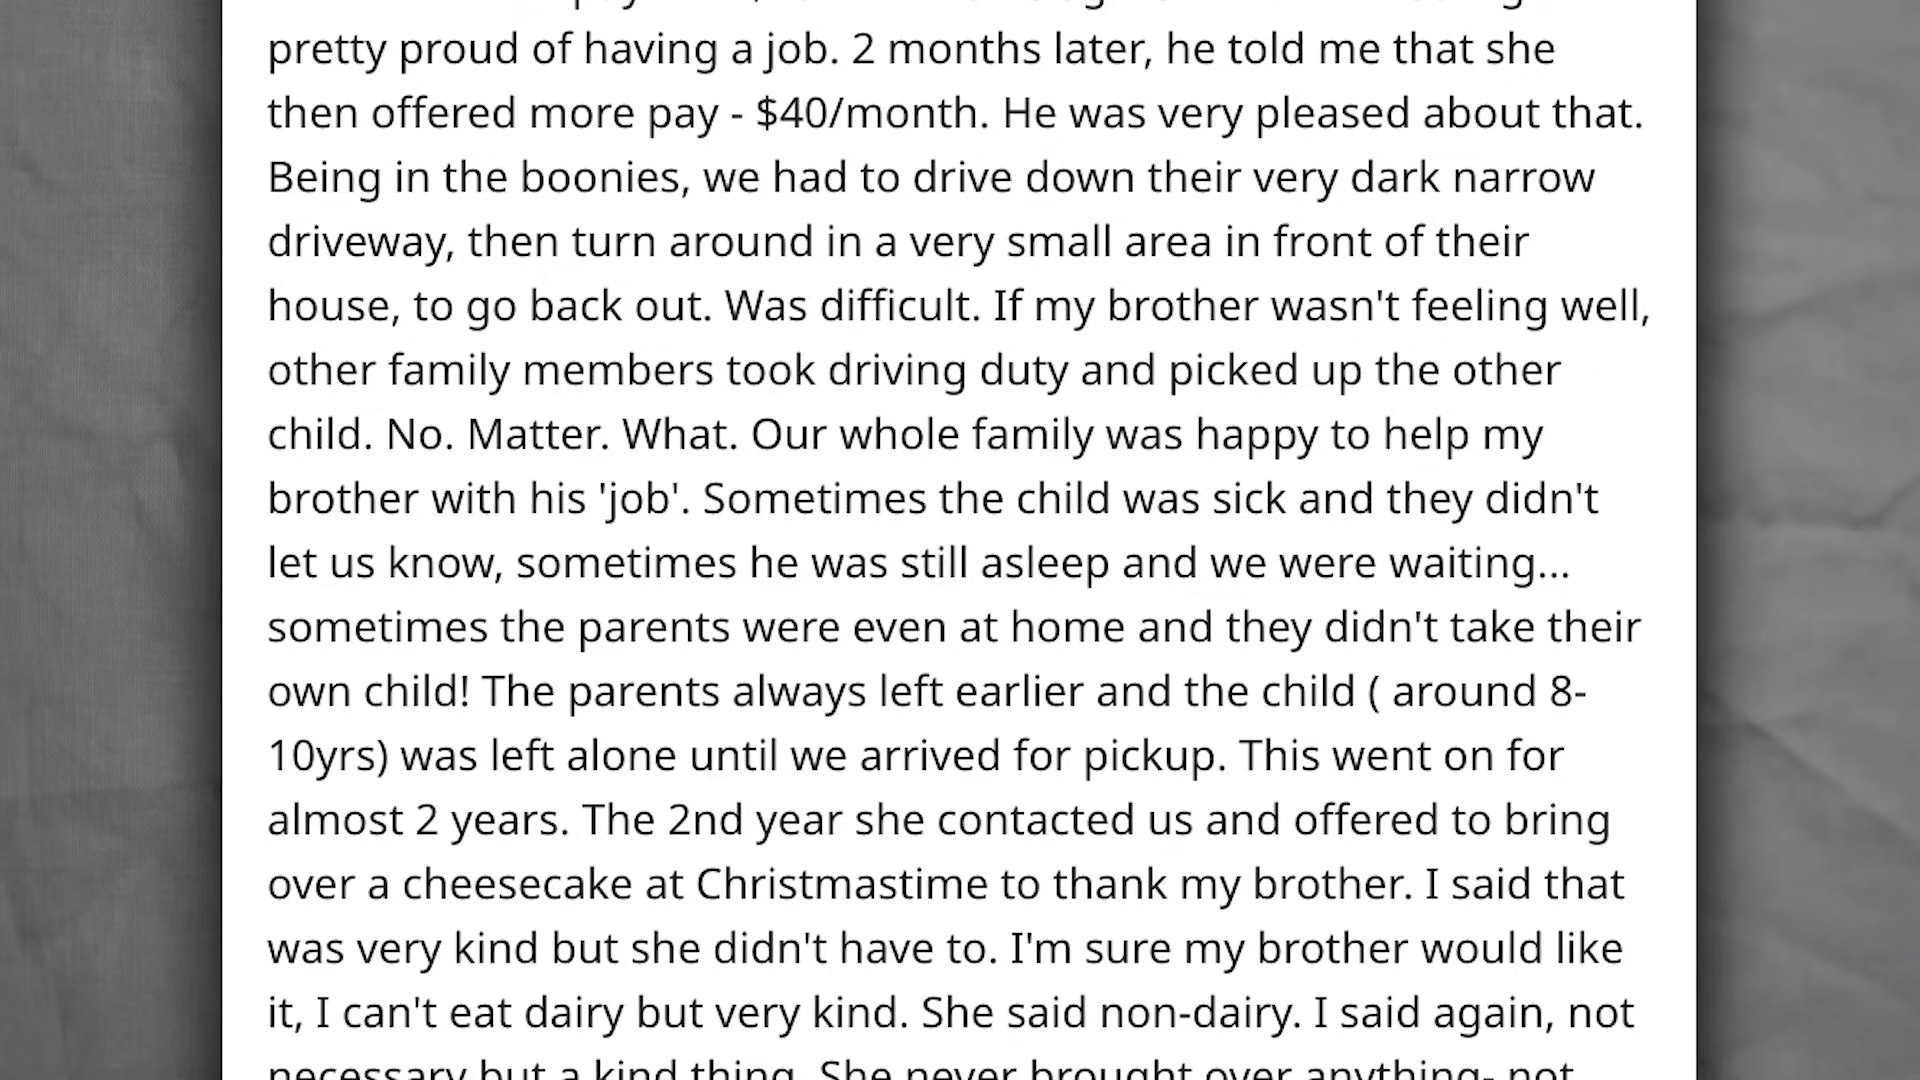 pretty proud of having a job. 2 months later, he told me that she
then offered more pay - $40/month. He was very pleased about that.
Being in the boonies, we had to drive down their very dark narrow
driveway, then turn around in a very small area in front of their
house, to go back out. Was difficult. If my brother wasn't feeling well,
other family members took driving duty and picked up the other
child. No. Matter. What. Our whole family was happy to help my
brother with his 'job'. Sometimes the child was sick and they didn't
let us know, sometimes he was still asleep and we were waiting...
sometimes the parents were even at home and they didn't take their
own child! The parents always left earlier and the child ( around 8-
10yrs) was left alone until we arrived for pickup. This went on for
almost 2 years. The 2nd year she contacted us and offered to bring
over a cheesecake at Christmastime to thank my brother. I said that
was very kind but she didn't have to. I'm sure my brother would like
it, I can't eat dairy but very kind. She said non-dairy. I said again, not
necessary but a kind thing. She never brought over anything- not